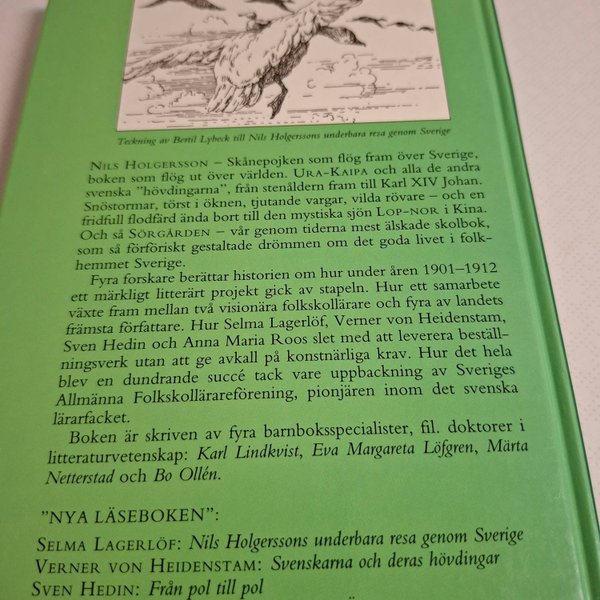 Teckning av Bertil Lybeck till Nils Holgerssons underbara resa genom Sverige
NILS HOLGERSSON – Skånepojken som flög fram över Sverige,
boken som flög ut över världen. URA-KAIPA och alla de andra
svenska "hövdingarna", från stenåldern fram till Karl XIV Johan.
Snöstormar, törst i öknen, tjutande vargar, vilda rövare – och en
fridfull flodfärd ända bort till den mystiska sjön LOP-NOR i Kina.
Och så SÖRGÅRDEN – vår genom tiderna mest älskade skolbok,
som så förföriskt gestaltade drömmen om det goda livet i folk-
hemmet Sverige.
Fyra forskare berättar historien om hur under åren 1901–1912
ett märkligt litterärt projekt gick av stapeln. Hur ett samarbete
växte fram mellan två visionära folkskollärare och fyra av landets
främsta författare. Hur Selma Lagerlöf, Verner von Heidenstam,
Sven Hedin och Anna Maria Roos slet med att leverera beställ-
ningsverk utan att ge avkall på konstnärliga krav. Hur det hela
blev en dundrande succé tack vare uppbackning av Sveriges
Allmänna Folkskollärareförening, pionjären inom det svenska
lärarfacket.
Boken är skriven av fyra barnboksspecialister, fil. doktorer i
litteraturvetenskap: Karl Lindkvist, Eva Margareta Löfgren, Märta
Netterstad och Bo Ollén.
"NYA LÄSEBOKEN":
SELMA LAGERLÖF: Nils Holgerssons underbara resa genom Sverige
VERNER VON HEIDENSTAM: Svenskarna och deras hövdingar
SVEN HEDIN: Från pol till pol